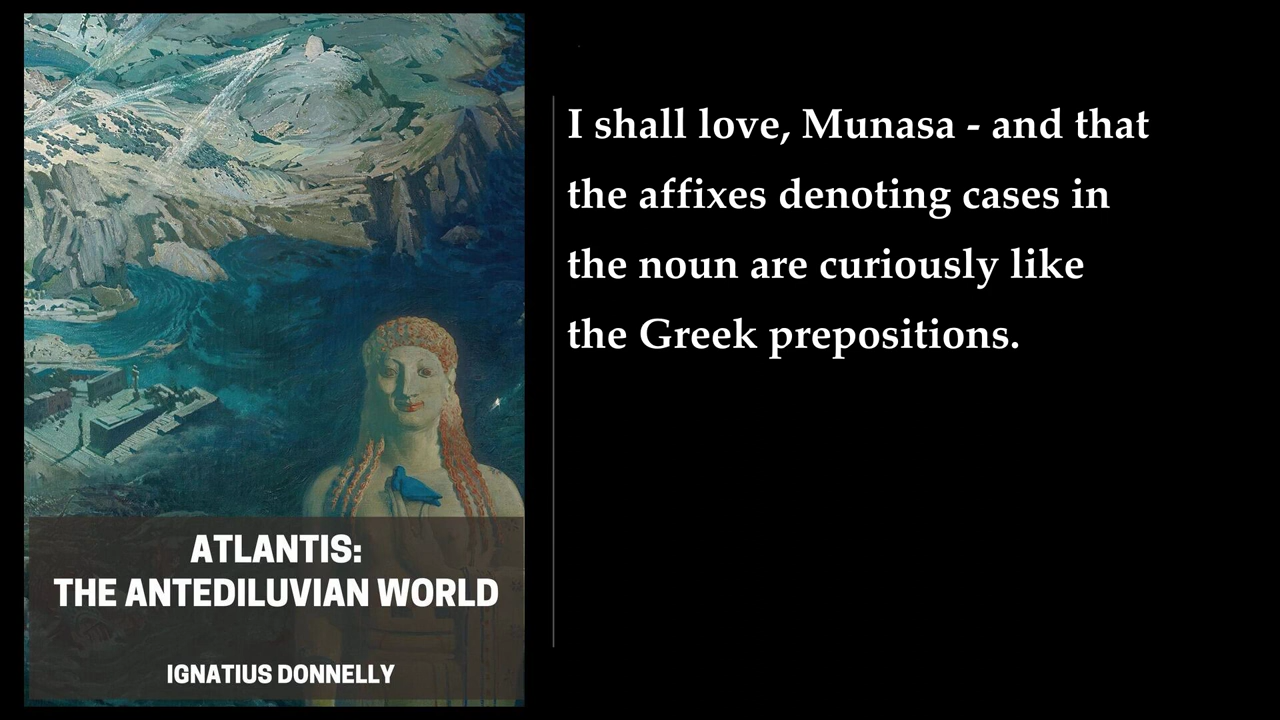 I shall love, Munasa - and that
the affixes denoting cases in
the noun are curiously like
the Greek prepositions.
ATLANTIS:
THE ANTEDILUVIAN WORLD
IGNATIUS DONNELLY